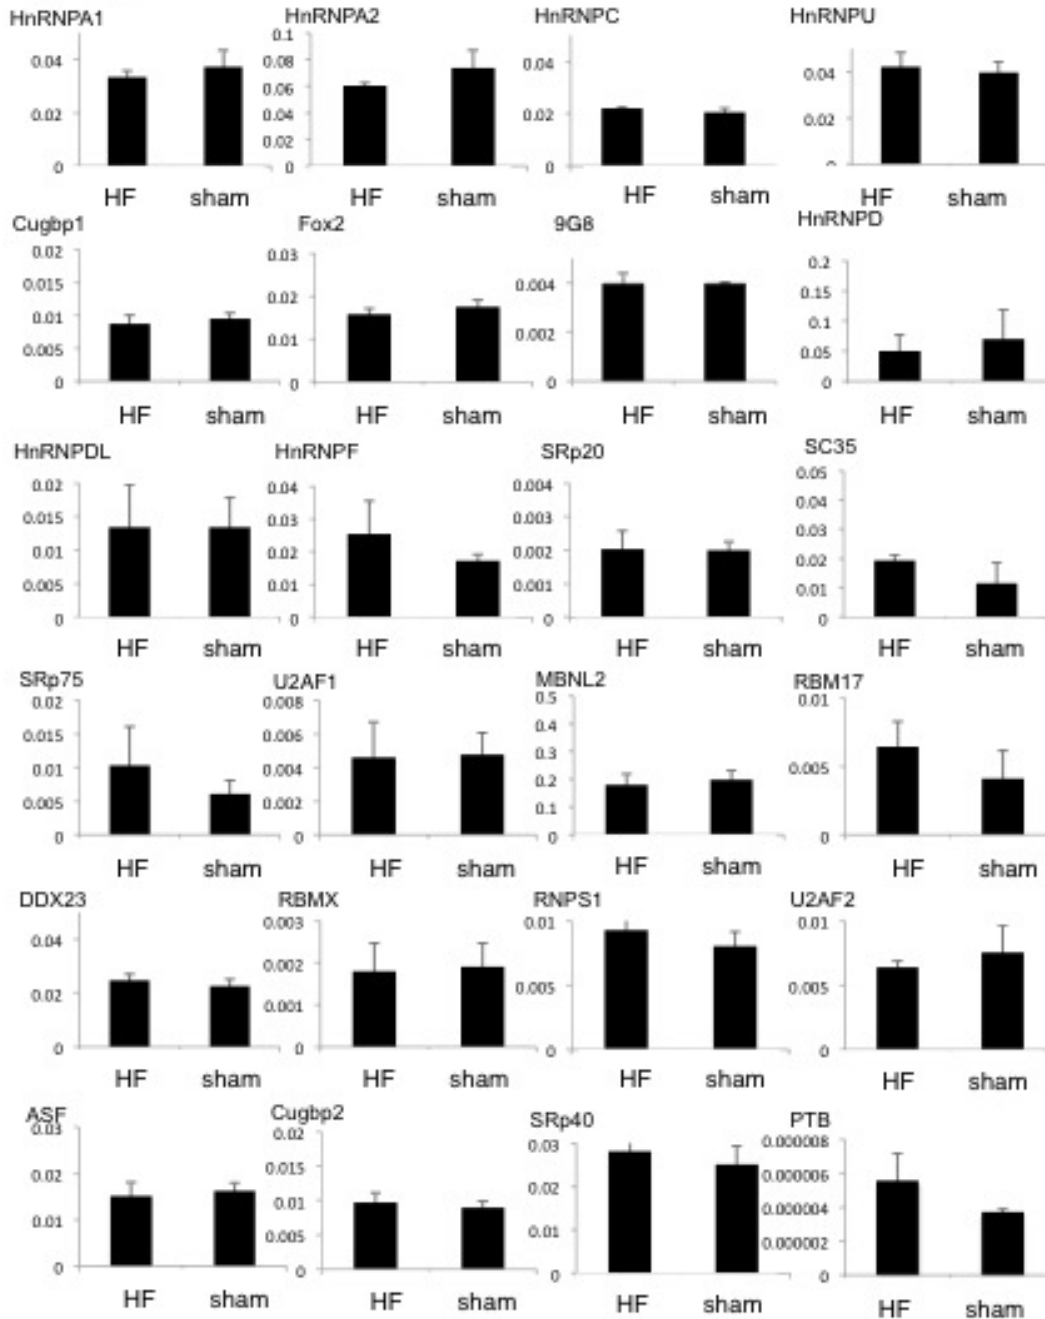 HnRNPA1
0.04
0.02
0
HF sham
HnRNPA2
0.1
0.08
0.06
0.04
0.02
0
HF sham
HnRNPC
0.04
0.02
0
HF sham
HnRNPU
0.04
0.02
HF sham
Cugbp1
0.02
0.015
0.01
0.005
0
HF sham
Fox2
0.03
0.02
0.01
0
HF sham
9G8
0.004
0.002
0
HF sham
HnRNPD
0.2
0.15
0.1
0.05
0
HF sham
HnRNPDL
0.02
0.015
0.01
0.005
0
HF sham
HnRNPF
0.04
0.03
0.02
0.01
0
HF sham
SRp20
0.004
0.003
0.002
0.001
0
HF sham
SC35
0.05
0.04
0.03
0.02
0.01
0
HF sham
SRp75
0.02
0.015
0.01
0.005
0
HF sham
U2AF1
0.008
0.006
0.004
0.002
0
HF sham
MBNL2
0.5
0.4
0.3
0.2
0.1
0
HF sham
RBM17
0.01
0.005
0
HF sham
DDX23
0.04
0.02
0
HF sham
RBMX
0.003
0.002
0.001
0
HF sham
RNPS1
0.01
0.005
0
HF sham
U2AF2
0.01
0.005
0
HF sham
ASF
0.03
0.02
0.01
0
HF sham
Cugbp2
0.02
0.015
0.01
0.005
0
HF sham
SRp40
0.03
0.02
0.01
0
HF sham
PTB
0.000008
0.000006
0.000004
0.000002
0
HF sham